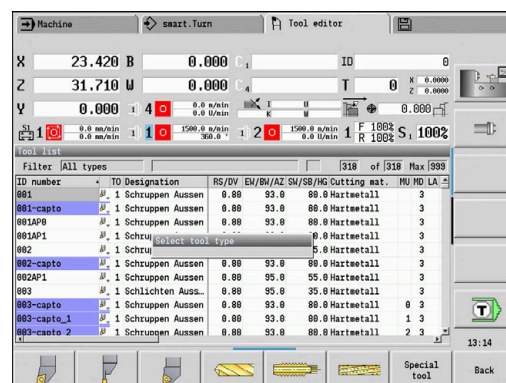 Machine smart.Turn Tool editor
X 23.420 B 0.000 C 1 ID 0
Z 31.710 W 0.000 C 4 T 0 X 0.0000 Z 0.0000
Y 0.000 1 4 0 0.0 m/min 0.0 U/min X I U K W 0.000
S1 1 0.0 mm/min 0.0 mm/min 1 1 0 1500.0 m/min 360.0 ° 1 2 0 1500.0 m/min 0.0 U/min 1 F 100% R 100% S1 100%
Tool list
Filter All types 318 of 318 Max 999
ID number TO Designation RS/DV EW/BW/AZ SW/SB/HG Cutting mat. MU MD LA
001 1 Schruppen Aussen 0.80 93.0 80.0 Hartmetall 3
001-capto 1 Schruppen Aussen 0.80 93.0 80.0 Hartmetall 3
001AP0 1 Schruppen Aussen 0.80 93.0 80.0 Hartmetall 3
001AP1 1 Schruppen Aussen 0.80 Hartmetall 3
Select tool type
002 1 Schru 5.0 Hartmetall 3
002-capto 1 Schruppen Aussen 0.80 93.0 80.0 Hartmetall 3
002AP1 1 Schruppen Aussen 0.80 95.0 55.0 Hartmetall 3
003 1 Schlichten Auss… 0.80 95.0 35.0 Hartmetall 3
003-capto 1 Schruppen Aussen 0.80 93.0 80.0 Hartmetall 0 3
003-capto_1 1 Schruppen Aussen 0.80 93.0 80.0 Hartmetall 1 3
003-capto_2 1 Schruppen Aussen 0.80 93.0 80.0 Hartmetall 2 3
T
13:14
Special tool
Back